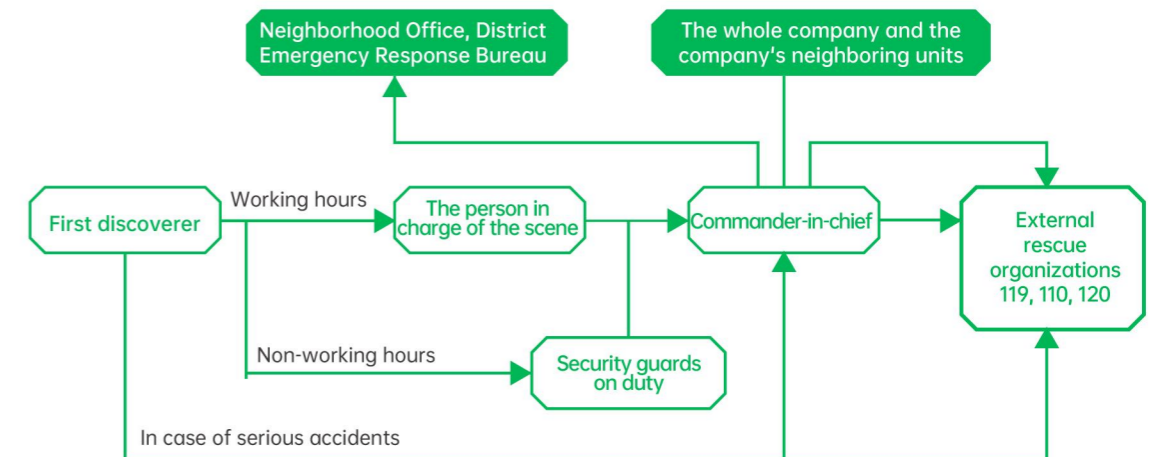 Neighborhood Office, District
Emergency Response Bureau
The whole company and the
company's neighboring units
First discoverer
Working hours
The person in
charge of the scene
Commander-in-chief
External
rescue
organizations
119, 110, 120
Non-working hours
Security guards
on duty
In case of serious accidents